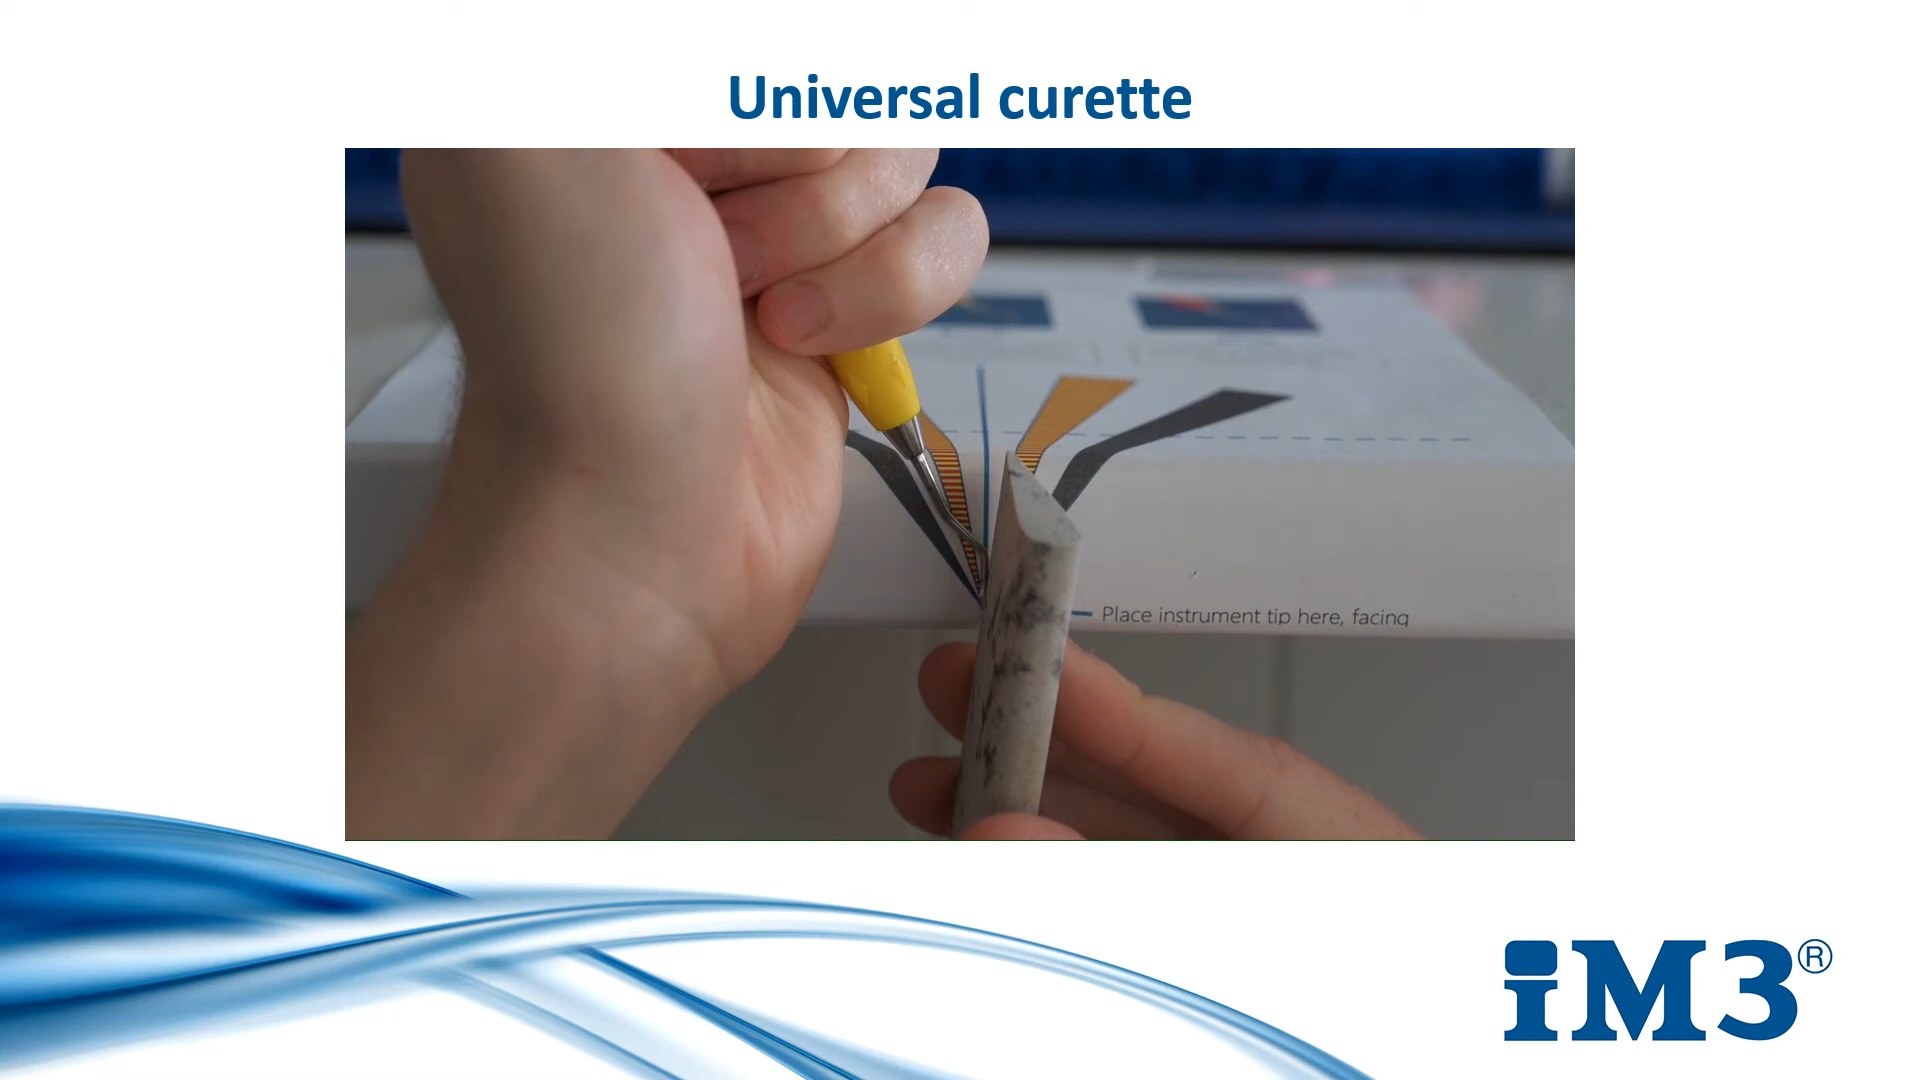 Universal curette
Place instrument tip here, facing
iM3®